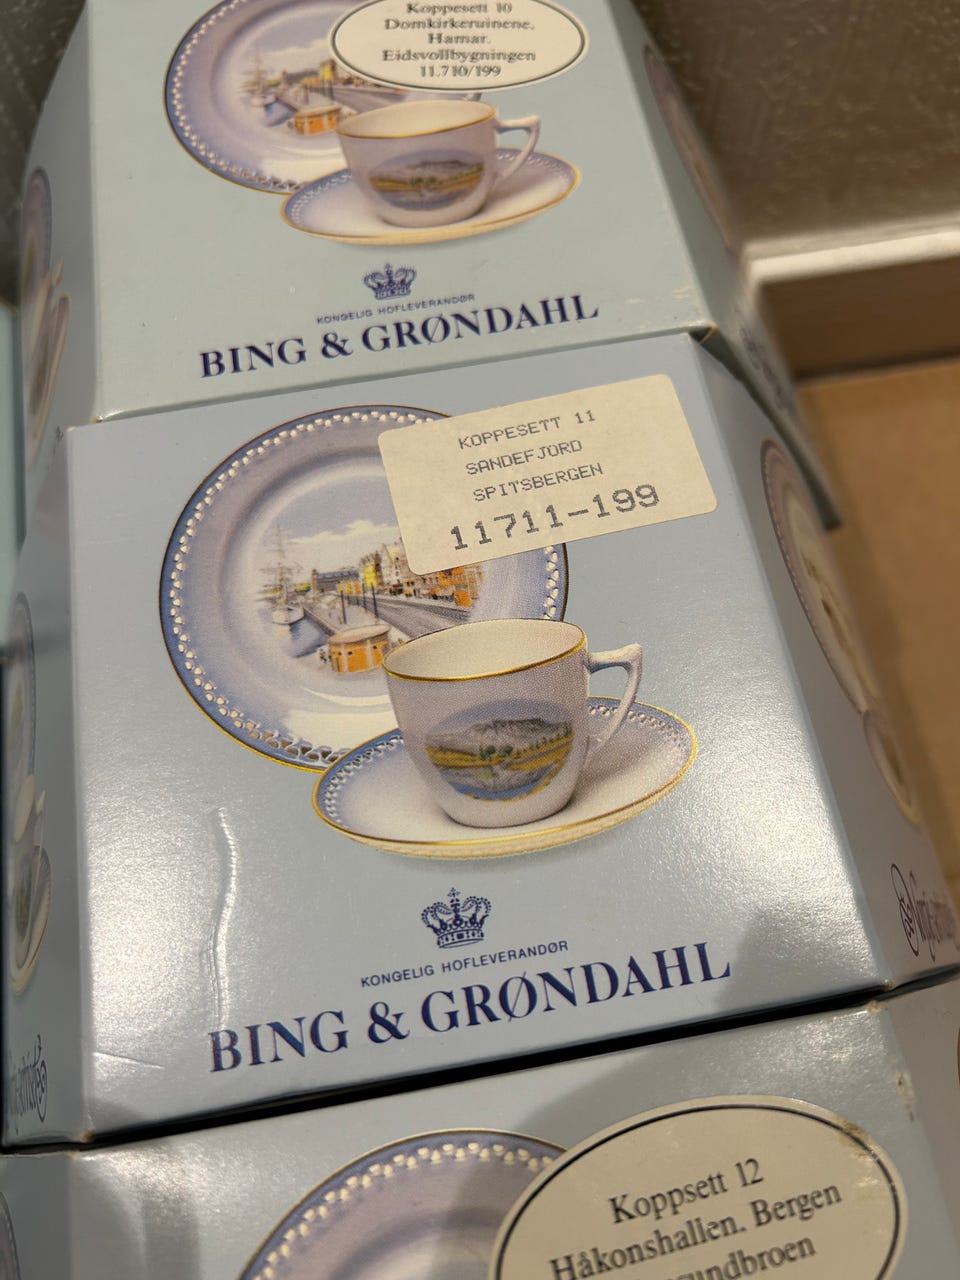 Koppesett 10
Domkirkeruinene.
Hamar.
Eidsvollbygningen
11.710/199
KONGELIG HOFLEVERANDØR
BING & GRØNDAHL
KOPPESETT 11
SANDEFJORD
SPITSBERGEN
11711-199
KONGELIG HOFLEVERANDØR
BING & GRØNDAHL
Koppsett 12
Håkonshallen. Bergen